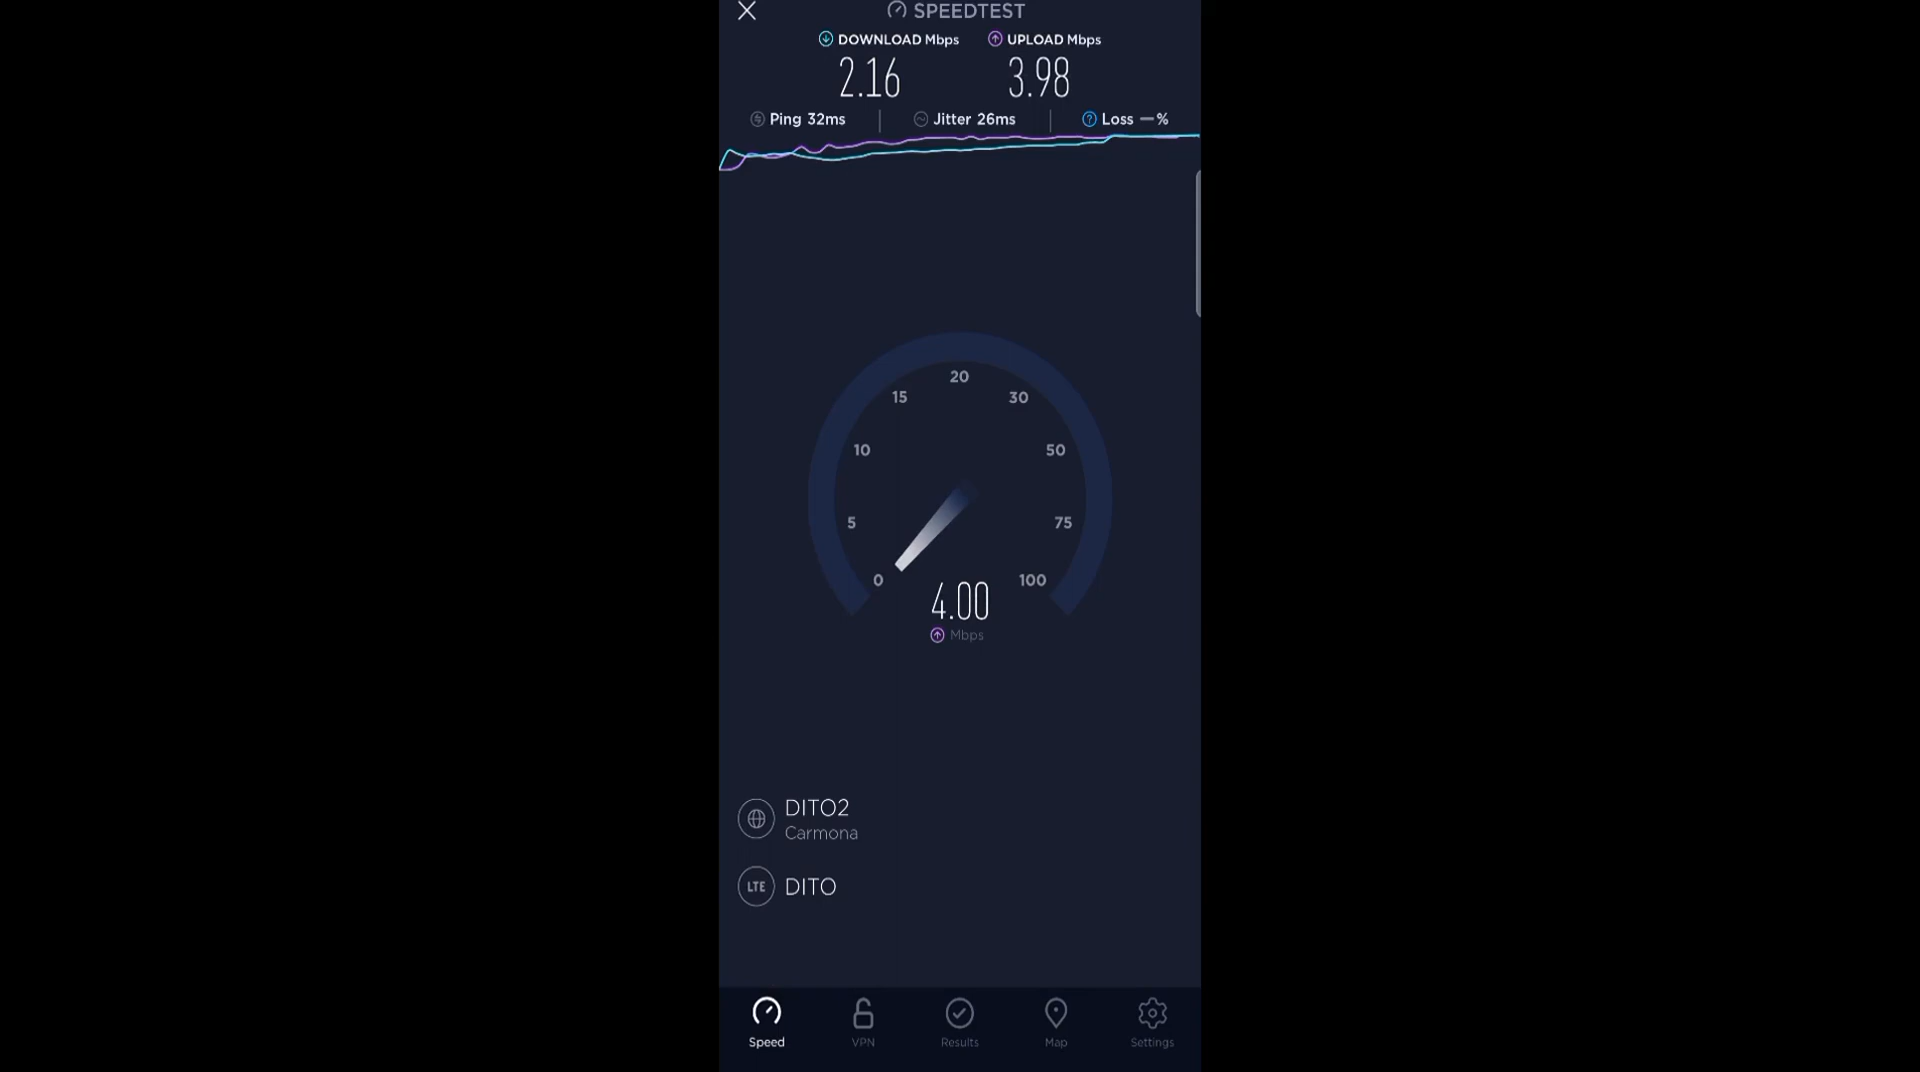 SPEEDTEST
DOWNLOAD Mbps UPLOAD Mbps
2.16 3.98
Ping 32ms Jitter 26ms Loss — %
20
15 30
10 50
5 75
0 100
4.00
Mbps
DITO2
Carmona
LTE DITO
Speed VPN Results Map Settings